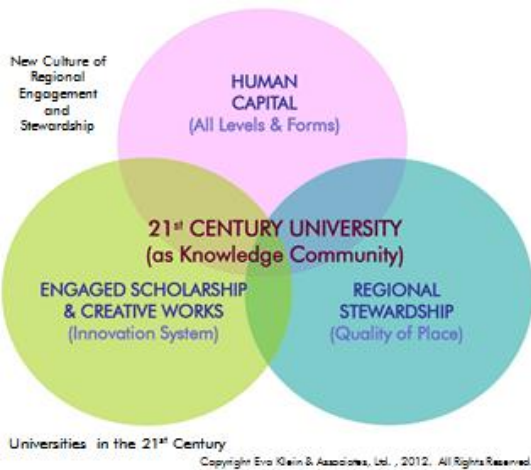 New Culture of
Regional
Engagement
and
Stewardship
HUMAN
CAPITAL
(All Levels & Forms)
21st CENTURY UNIVERSITY
(as Knowledge Community)
ENGAGED SCHOLARSHIP
& CREATIVE WORKS
(Innovation System)
REGIONAL
STEWARDSHIP
(Quality of Place)
Universities in the 21st Century
Copyright Eva Klein & Associates, Ltd. , 2012. All Rights Reserved.